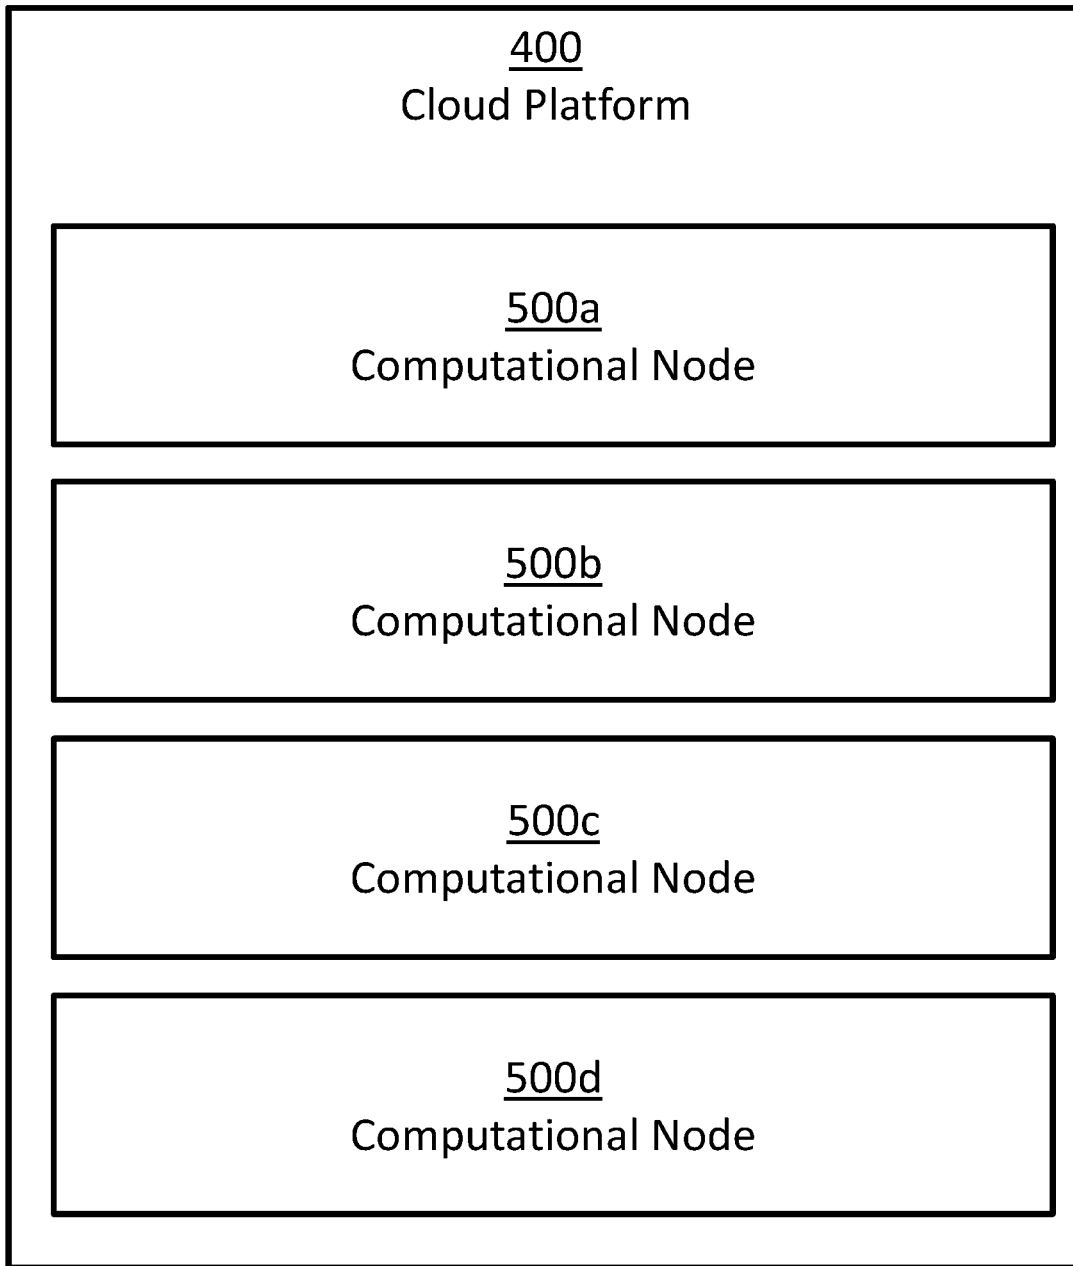 400
Cloud Platform
500a
Computational Node
500b
Computational Node
500c
Computational Node
500d
Computational Node